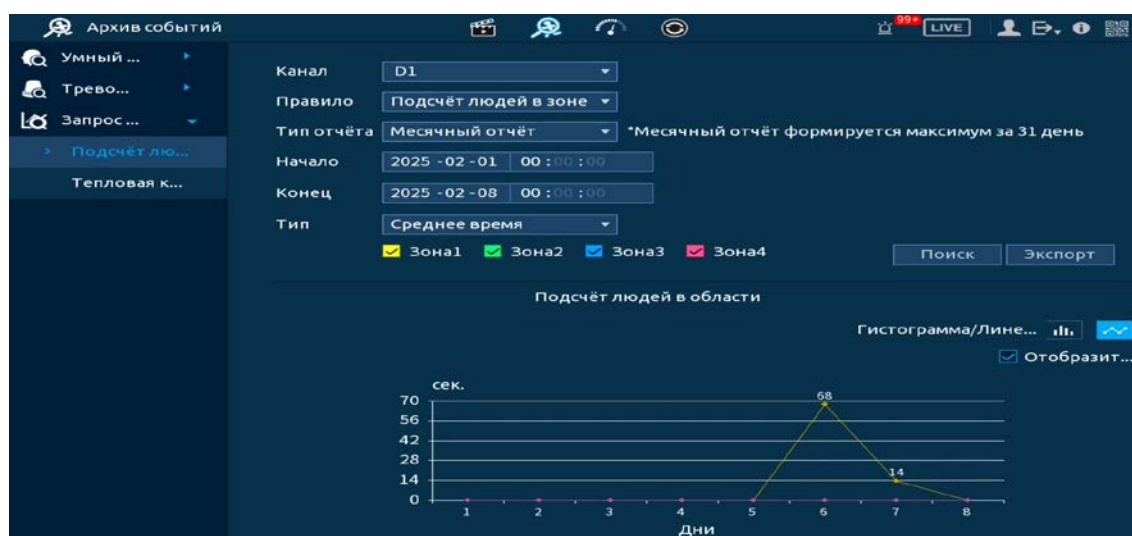 Архив событий
99+
LIVE
Умный ...
Трево...
Запрос ...
Подсчёт лю...
Тепловая к...
Канал D1
Правило Подсчёт людей в зоне
Тип отчёта Месячный отчёт *Месячный отчёт формируется максимум за 31 день
Начало 2025 -02 -01 00 :00 :00
Конец 2025 -02 -08 00 :00 :00
Тип Среднее время
Зона1 Зона2 Зона3 Зона4 Поиск Экспорт
Подсчёт людей в области
Гистограмма/Лине...
Отобразит...
сек.
70
56
42
28
14
0
68
14
1 2 3 4 5 6 7 8
Дни